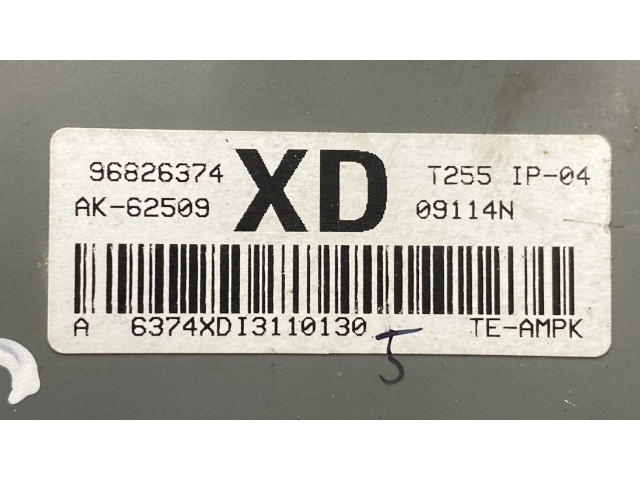 96826374 XD T255 IP-04
AK-62509 09114N
A 6374XDI3110130 TE-AMPK
5